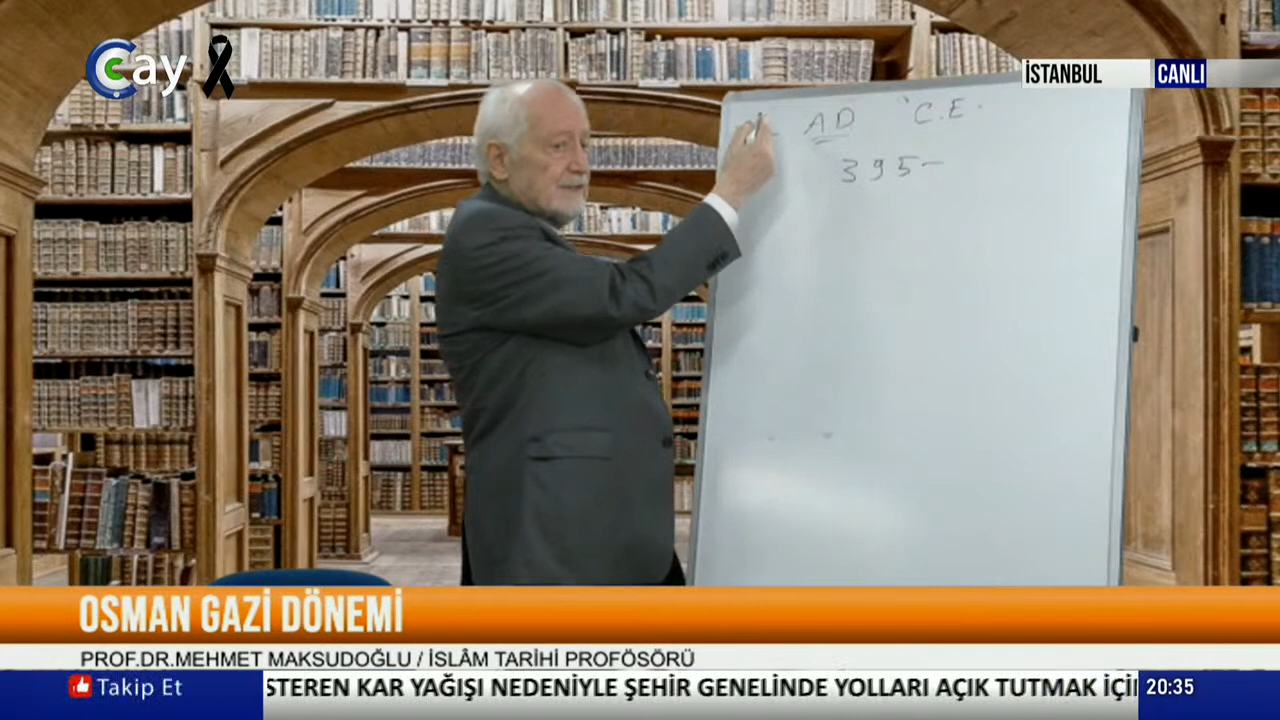 Çay
İSTANBUL CANLI
AD C.E.
395-
OSMAN GAZİ DÖNEMİ
PROF.DR.MEHMET MAKSUDOĞLU / İSLÂM TARİHİ PROFÖSÖRÜ
Takip Et
STEREN KAR YAĞIŞI NEDENİYLE ŞEHİR GENELİNDE YOLLARI AÇIK TUTMAK İÇİ
20:35